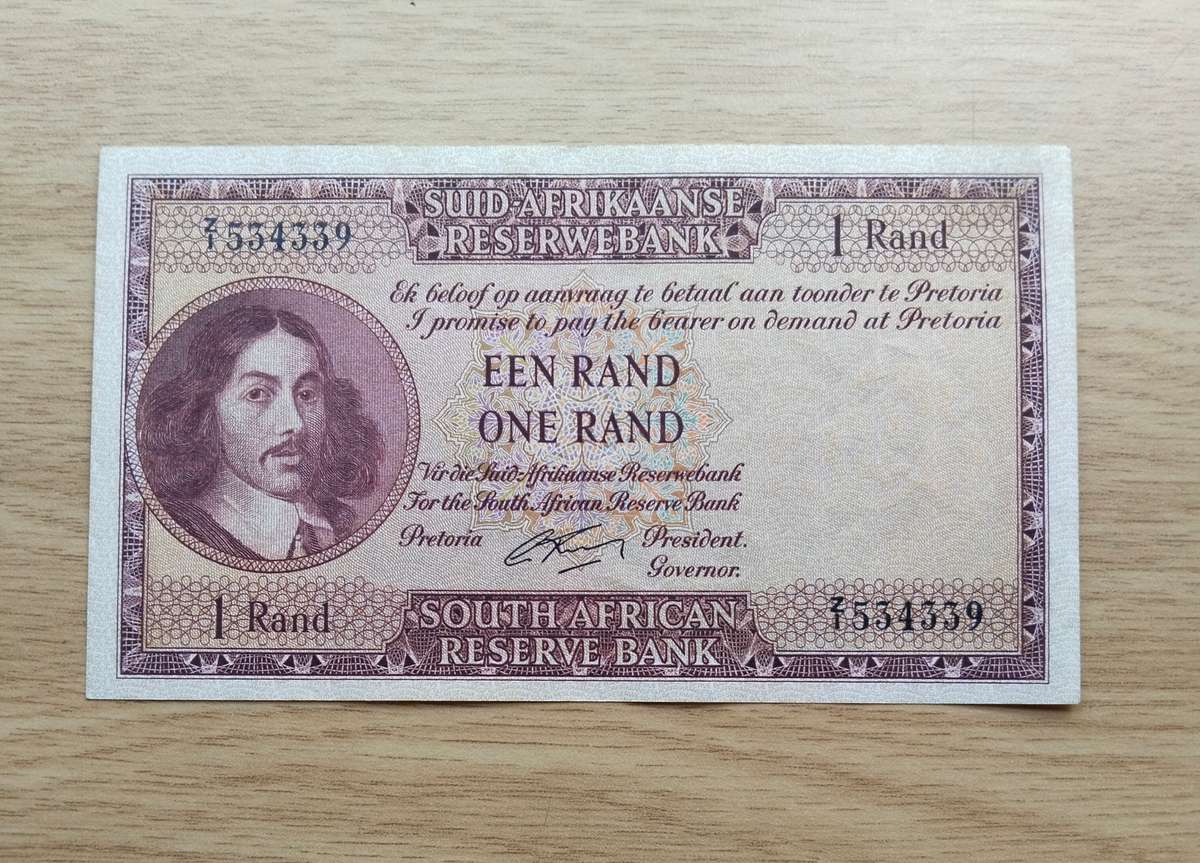 SUID-AFRIKAANSE
RESERWEBANK
Z/1 534339
1 Rand
Ek beloof op aanvraag te betaal aan toonder te Pretoria
I promise to pay the bearer on demand at Pretoria
EEN RAND
ONE RAND
Vir die Suid-Afrikaanse Reserwebank
For the South African Reserve Bank
Pretoria President.
Governor.
1 Rand
SOUTH AFRICAN
RESERVE BANK
Z/1 534339